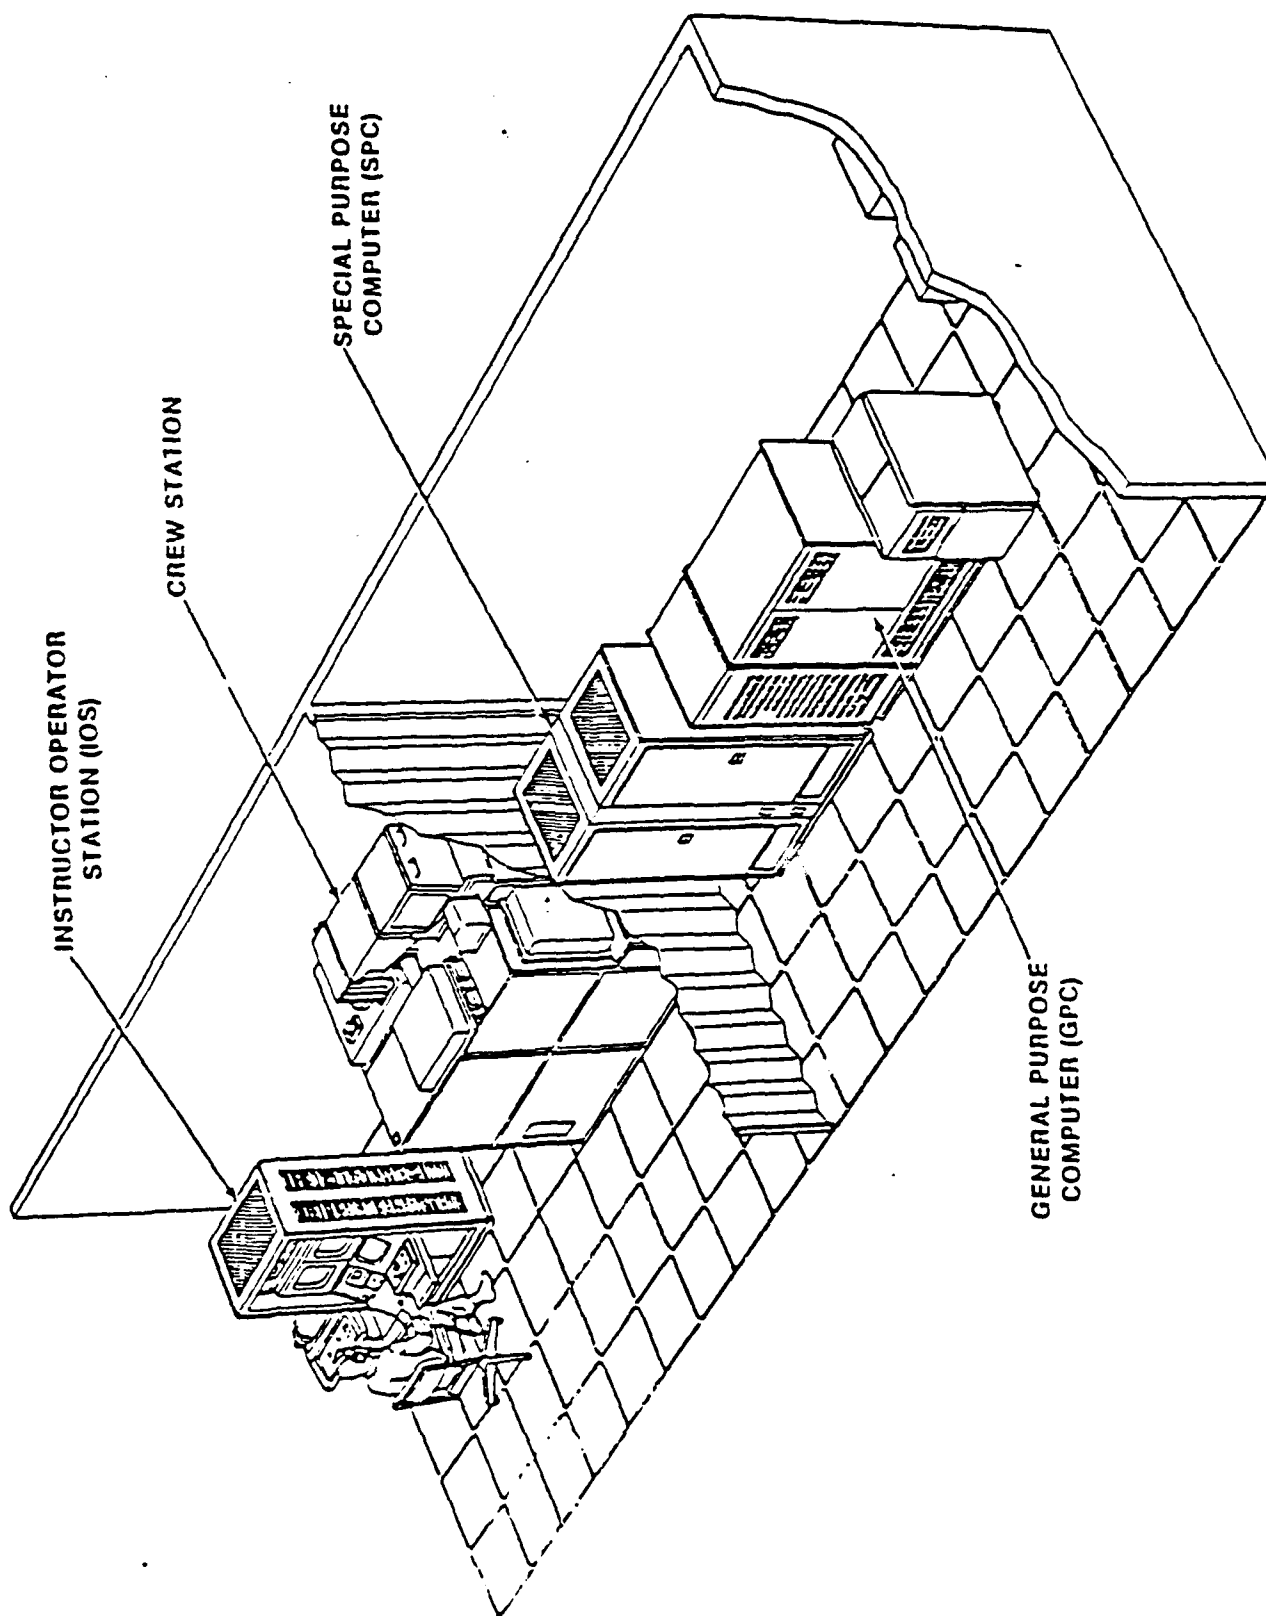 INSTRUCTOR OPERATOR
STATION (IOS)
CREW STATION
SPECIAL PURPOSE
COMPUTER (SPC)
GENERAL PURPOSE
COMPUTER (GPC)